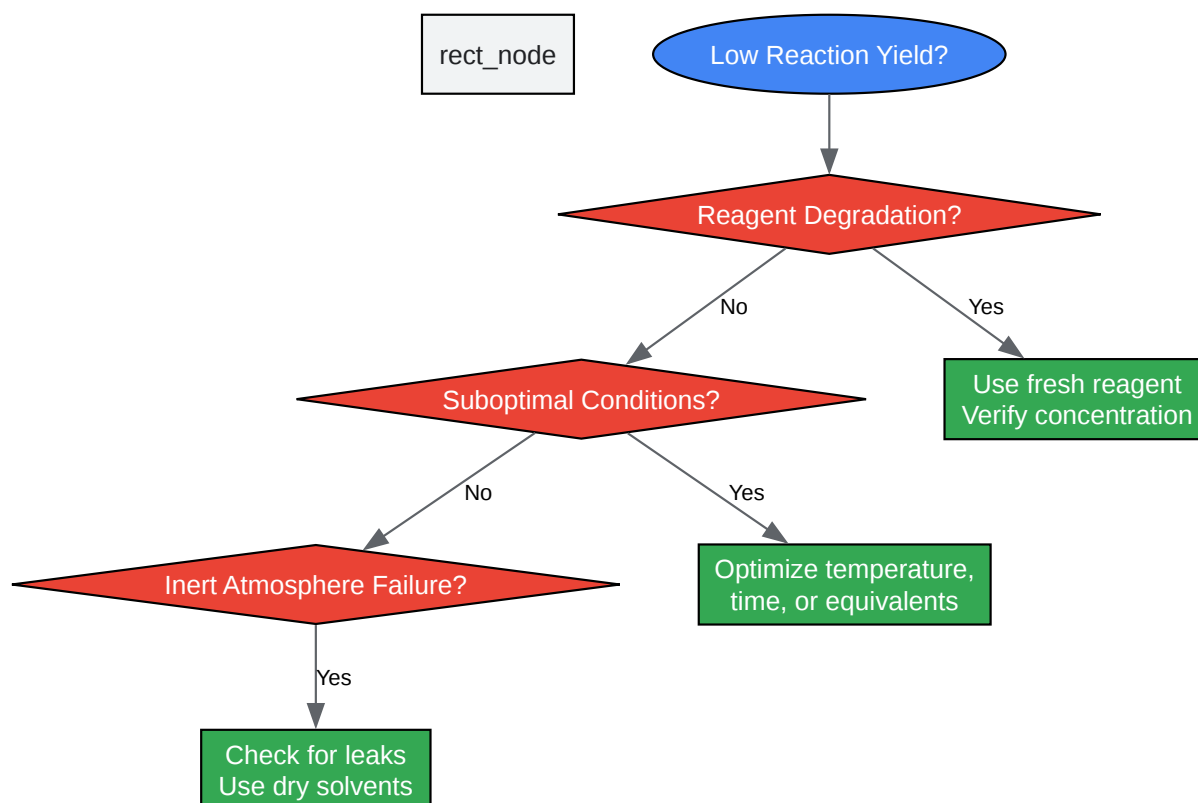 rect_node
Low Reaction Yield?
Reagent Degradation?
No
Yes
Suboptimal Conditions?
Use fresh reagent
Verify concentration
No
Yes
Inert Atmosphere Failure?
Optimize temperature,
time, or equivalents
Yes
Check for leaks
Use dry solvents